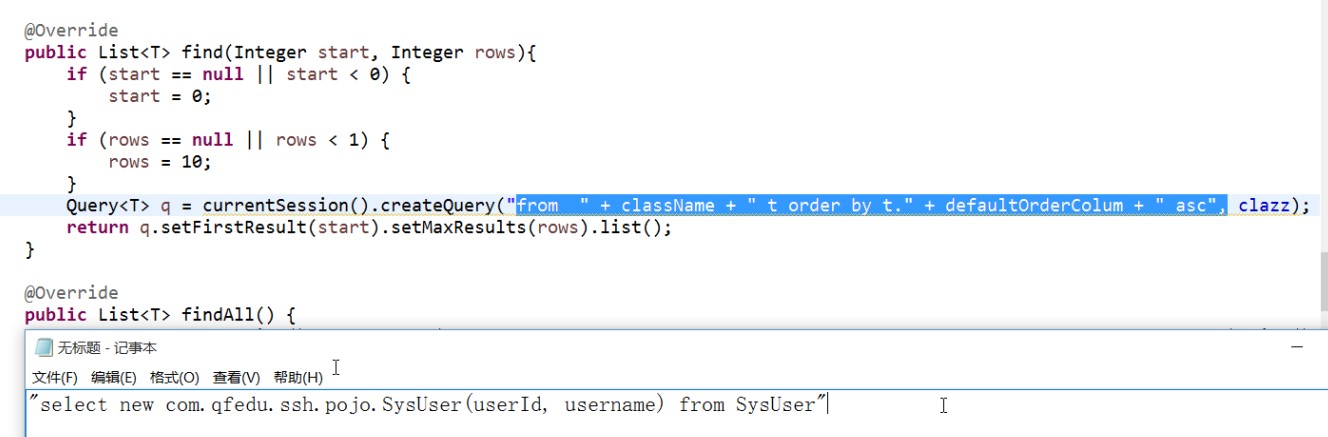 @Override
public List<T> find(Integer start, Integer rows){
if (start == null || start < 0) {
start = 0;
}
if (rows == null || rows < 1) {
rows = 10;
}
Query<T> q = currentSession().createQuery("from  " + className + " t order by t." + defaultOrderColum + " asc", clazz);
return q.setFirstResult(start).setMaxResults(rows).list();
}
@Override
public List<T> findAll() {
无标题 - 记事本
文件(F) 编辑(E) 格式(O) 查看(V) 帮助(H)
"select new com.qfedu.ssh.pojo.SysUser(userId, username) from SysUser"